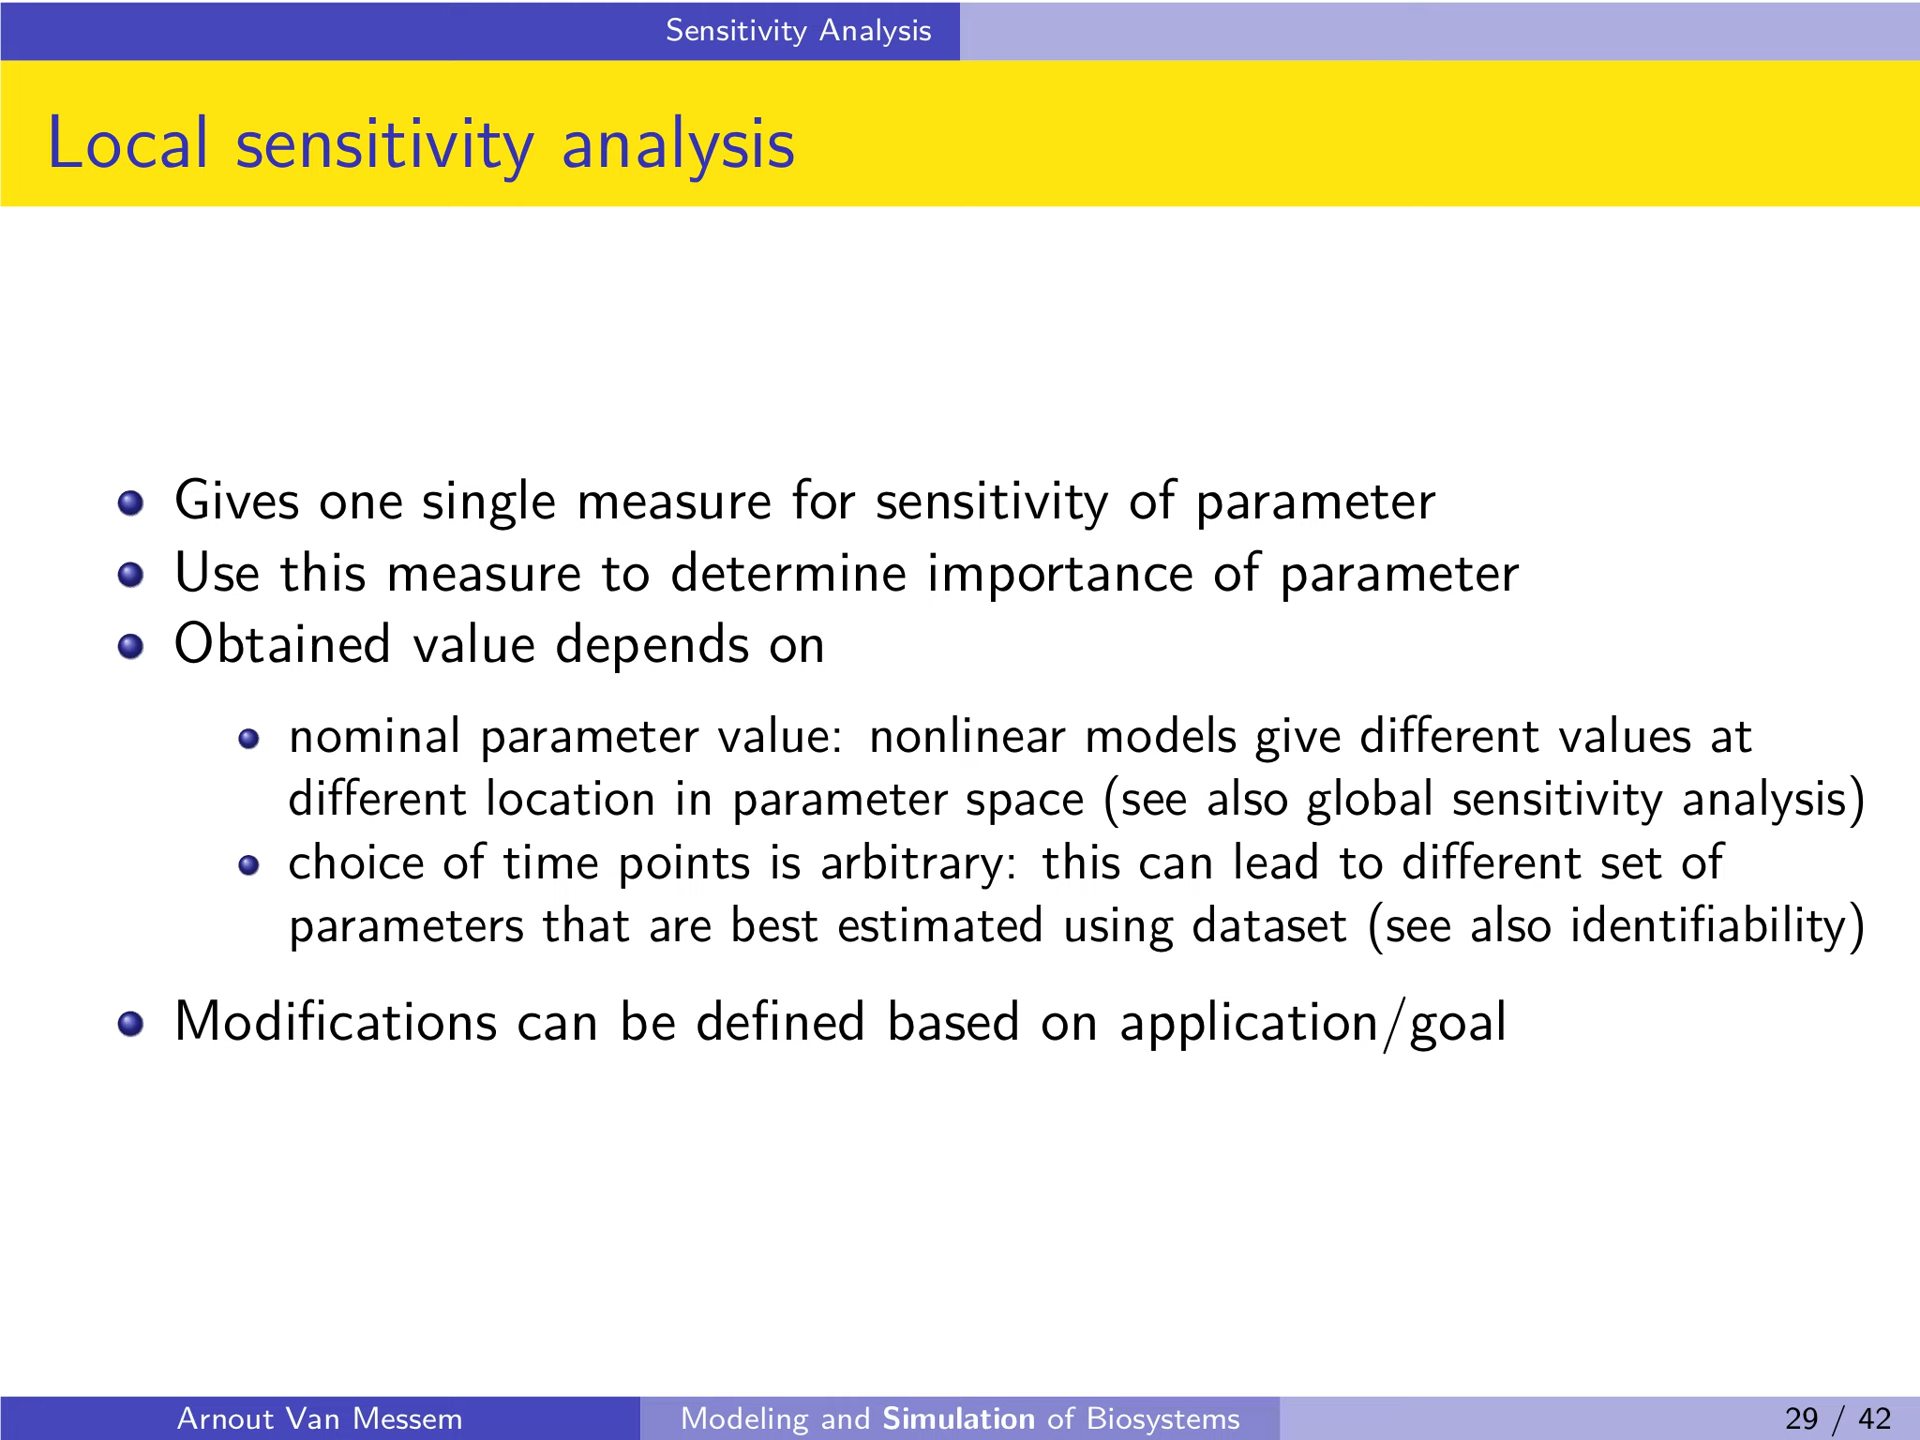 Sensitivity Analysis
Local sensitivity analysis
Gives one single measure for sensitivity of parameter
Use this measure to determine importance of parameter
Obtained value depends on
nominal parameter value: nonlinear models give different values at
different location in parameter space (see also global sensitivity analysis)
choice of time points is arbitrary: this can lead to different set of
parameters that are best estimated using dataset (see also identifiability)
Modifications can be defined based on application/goal
Arnout Van Messem
Modeling and Simulation of Biosystems
29 / 42